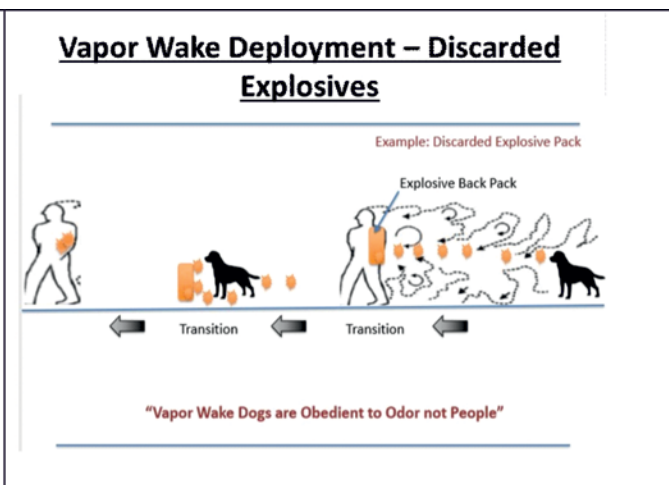 Vapor Wake Deployment – Discarded
Explosives
Example: Discarded Explosive Pack
Explosive Back Pack
Transition
Transition
“Vapor Wake Dogs are Obedient to Odor not People”